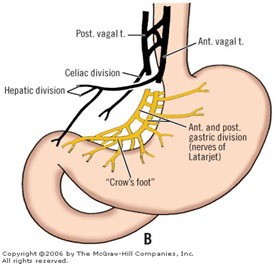 Post. vagal t.
Ant. vagal t.
Celiac division
Hepatic division
Ant. and post.
gastric division
(nerves of
Latarjet)
"Crow's foot"
B
Copyright ©2006 by The McGraw-Hill Companies, Inc.
All rights reserved.